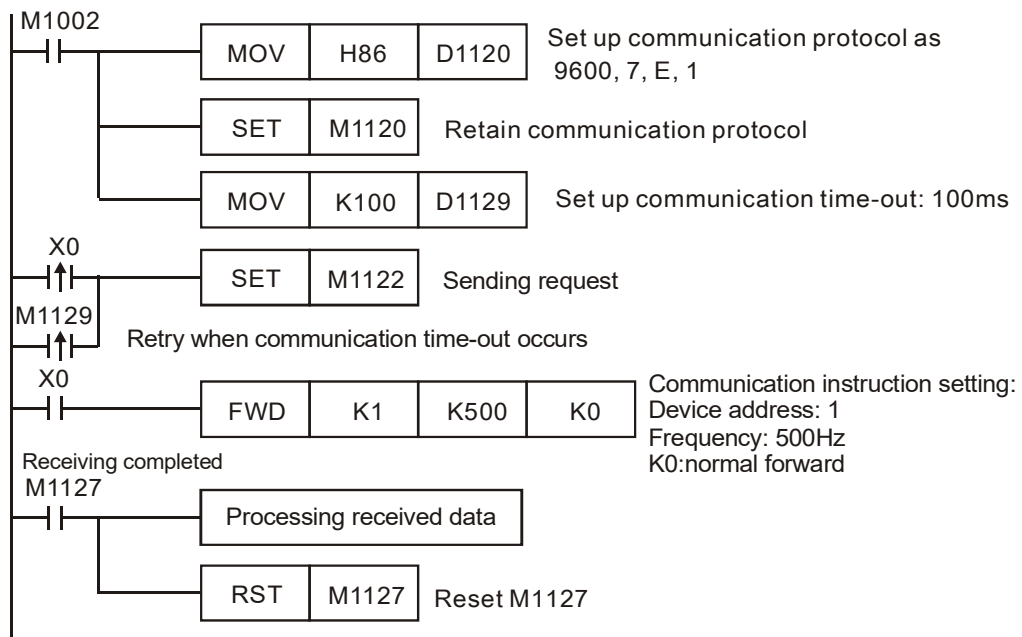 M1002
MOV H86 D1120
Set up communication protocol as
9600, 7, E, 1
SET M1120
Retain communication protocol
MOV K100 D1129
Set up communication time-out: 100ms
X0
SET M1122
Sending request
M1129
Retry when communication time-out occurs
X0
FWD K1 K500 K0
Communication instruction setting:
Device address: 1
Frequency: 500Hz
K0:normal forward
Receiving completed
M1127
Processing received data
RST M1127
Reset M1127